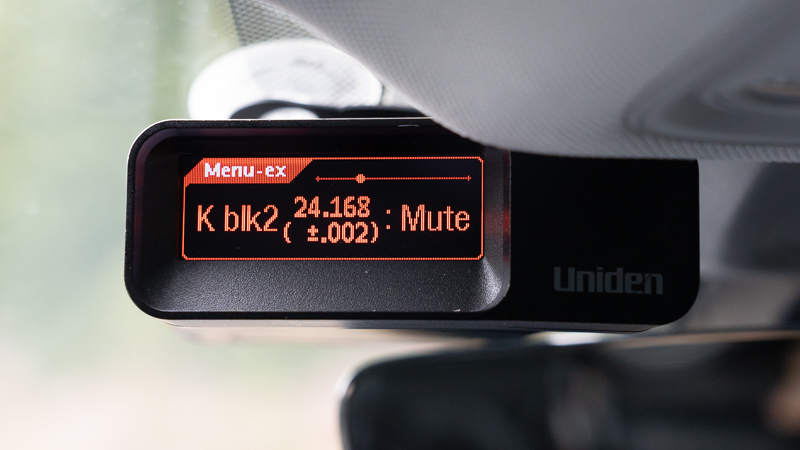 Menu-ex
K blk2 24.168 : Mute
( ±.002)
Uniden